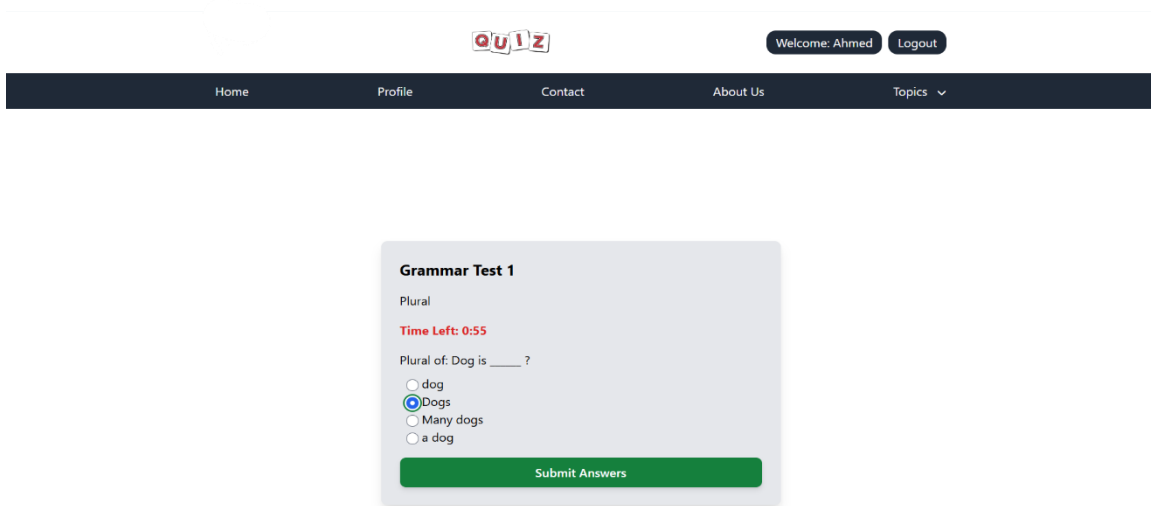 QUIZ
Welcome: Ahmed Logout
Home Profile Contact About Us Topics
Grammar Test 1
Plural
Time Left: 0:55
Plural of: Dog is _____ ?
dog
Dogs
Many dogs
a dog
Submit Answers